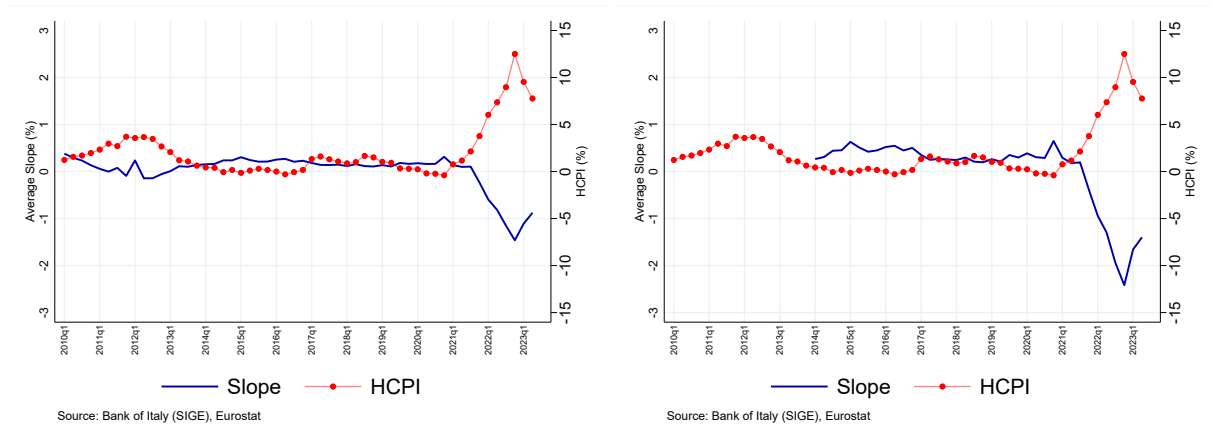 3
2
1
0
-1
-2
-3
Average Slope (%)
15
10
5
0
-5
-10
-15
HCPI (%)
2010q1
2011q1
2012q1
2013q1
2014q1
2015q1
2016q1
2017q1
2018q1
2019q1
2020q1
2021q1
2022q1
2023q1
Slope
HCPI
Source: Bank of Italy (SIGE), Eurostat
3
2
1
0
-1
-2
-3
Average Slope (%)
15
10
5
0
-5
-10
-15
HCPI (%)
2010q1
2011q1
2012q1
2013q1
2014q1
2015q1
2016q1
2017q1
2018q1
2019q1
2020q1
2021q1
2022q1
2023q1
Slope
HCPI
Source: Bank of Italy (SIGE), Eurostat